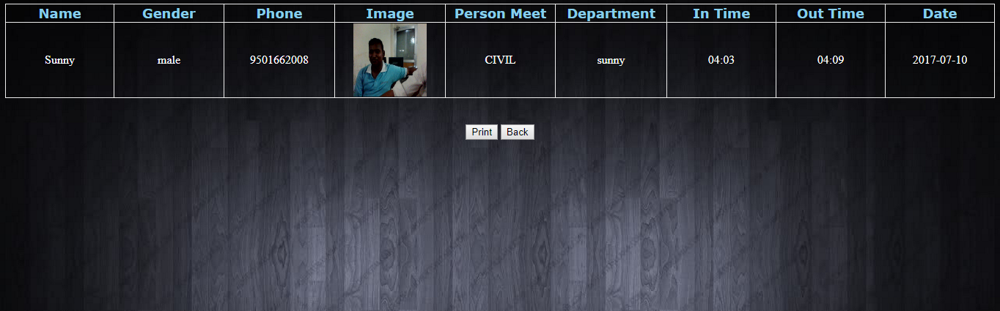 Name Gender Phone Image Person Meet Department In Time Out Time Date
Sunny male 9501662008 CIVIL sunny 04:03 04:09 2017-07-10
Print Back